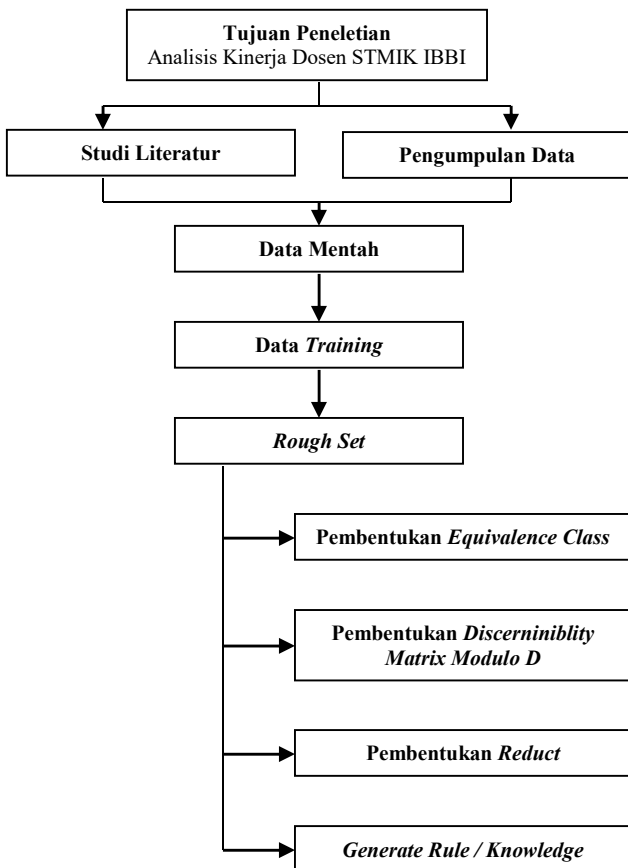 Tujuan Peneletian
Analisis Kinerja Dosen STMIK IBBI
Studi Literatur
Pengumpulan Data
Data Mentah
Data Training
Rough Set
Pembentukan Equivalence Class
Pembentukan Discerniniblity
Matrix Modulo D
Pembentukan Reduct
Generate Rule / Knowledge